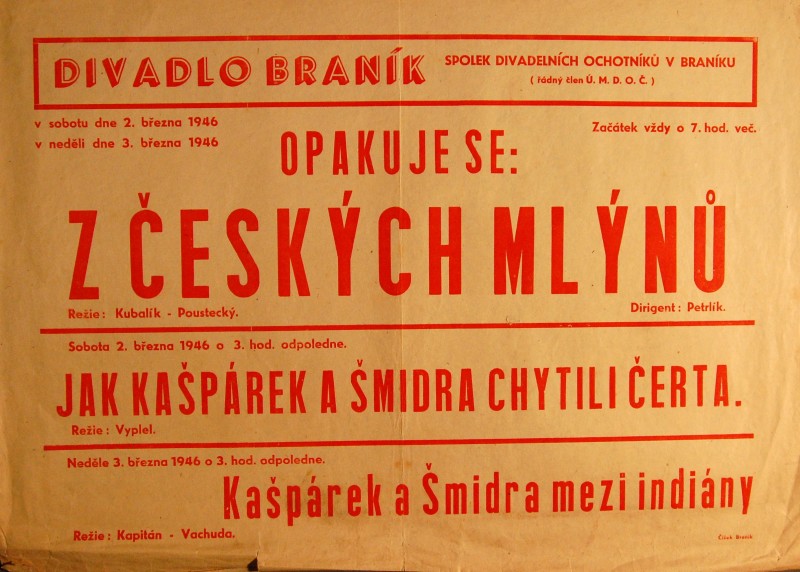 DIVADLO BRANÍK
SPOLEK DIVADELNÍCH OCHOTNÍKŮ V BRANÍKU
( řádný člen Ú. M. D. O. Č. )
v sobotu dne 2. března 1946
v neděli dne 3. března 1946
Začátek vždy o 7. hod. več.
OPAKUJE SE:
Z ČESKÝCH MLÝNŮ
Režie: Kubalík - Poustecký.
Dirigent: Petrlík.
Sobota 2. března 1946 o 3. hod. odpoledne.
JAK KAŠPÁREK A ŠMIDRA CHYTILI ČERTA.
Režie: Vyplel.
Neděle 3. března 1946 o 3. hod. odpoledne.
Kašpárek a Šmidra mezi indiány
Režie: Kapitán - Vachuda.
Čílek Braník